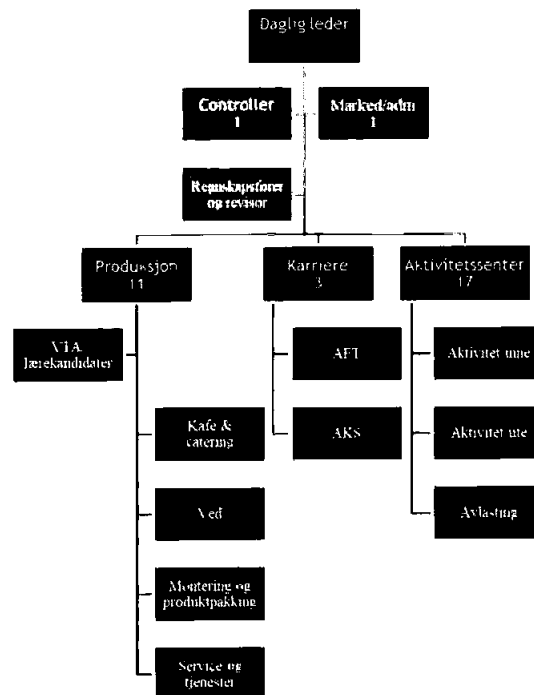 Daglig leder
Controller
1
Marked/adm
1
Regnskapsfører
og revisor
Produksjon
11
Karriere
3
Aktivitetssenter
17
VTA
lærekandidater
AFT
Aktivitet inne
Kafe &
catering
AKS
Aktivitet ute
Ved
Avlasting
Montering og
produktpakking
Service og
tjenester